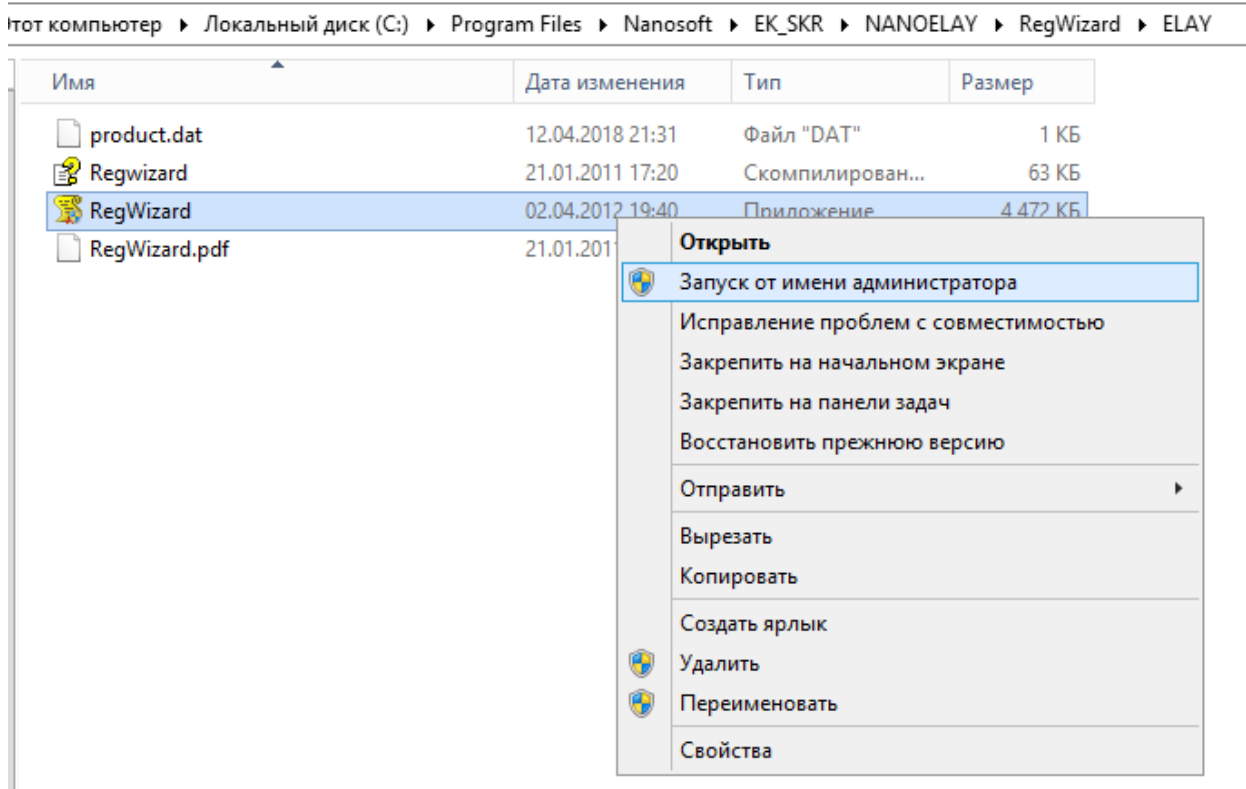 Этот компьютер ▸ Локальный диск (C:) ▸ Program Files ▸ Nanosoft ▸ EK_SKR ▸ NANOELAY ▸ RegWizard ▸ ELAY
Имя Дата изменения Тип Размер
product.dat 12.04.2018 21:31 Файл "DAT" 1 КБ
Regwizard 21.01.2011 17:20 Скомпилирован... 63 КБ
RegWizard 02.04.2012 19:40 Приложение 4 472 КБ
RegWizard.pdf 21.01.2011
Открыть
Запуск от имени администратора
Исправление проблем с совместимостью
Закрепить на начальном экране
Закрепить на панели задач
Восстановить прежнюю версию
Отправить
Вырезать
Копировать
Создать ярлык
Удалить
Переименовать
Свойства